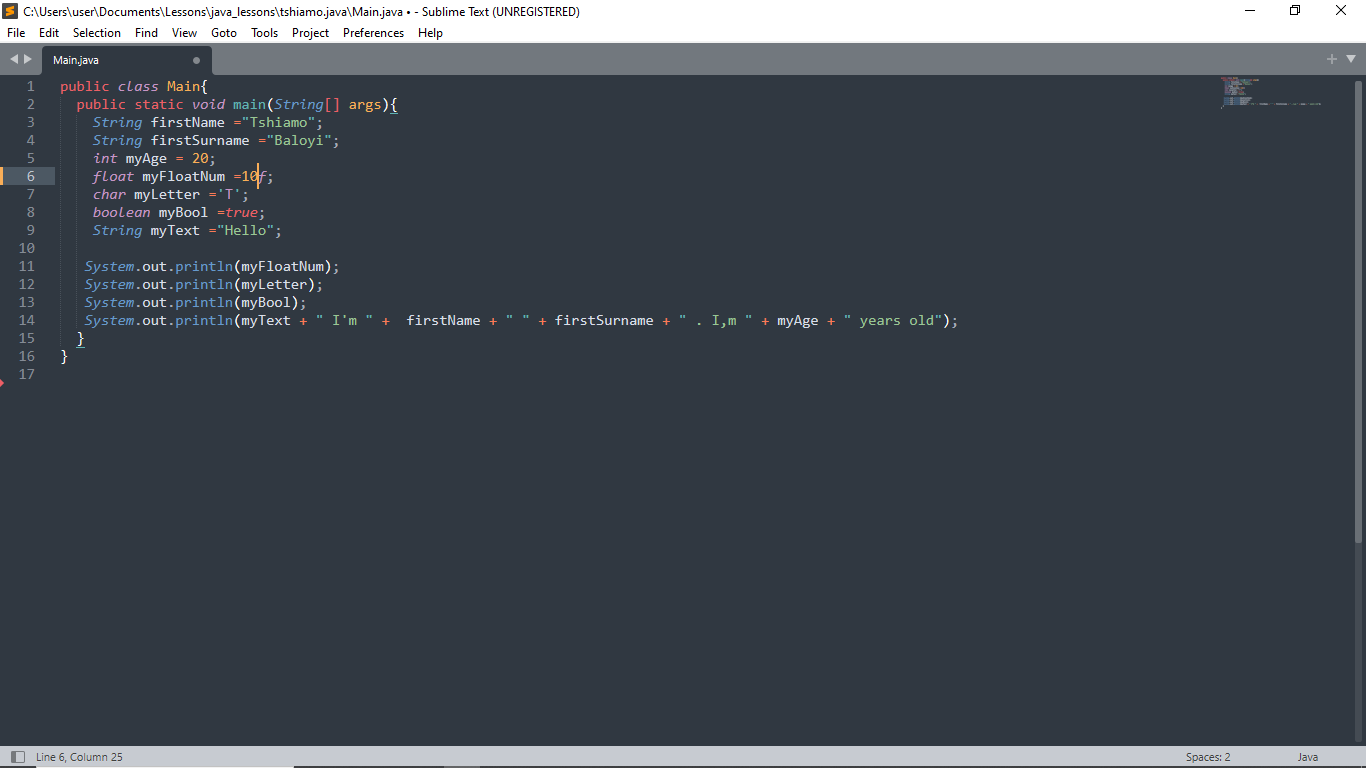 C:\Users\user\Documents\Lessons\java_lessons\tshiamo.java\Main.java • - Sublime Text (UNREGISTERED)
File Edit Selection Find View Goto Tools Project Preferences Help
Main.java
1 public class Main{
2 public static void main(String[] args){
3 String firstName ="Tshiamo";
4 String firstSurname ="Baloyi";
5 int myAge = 20;
6 float myFloatNum =10f;
7 char myLetter ='T';
8 boolean myBool =true;
9 String myText ="Hello";
10
11 System.out.println(myFloatNum);
12 System.out.println(myLetter);
13 System.out.println(myBool);
14 System.out.println(myText + " I'm " +  firstName + " " + firstSurname + " . I,m " + myAge + " years old");
15 }
16 }
17
Line 6, Column 25 Spaces: 2 Java